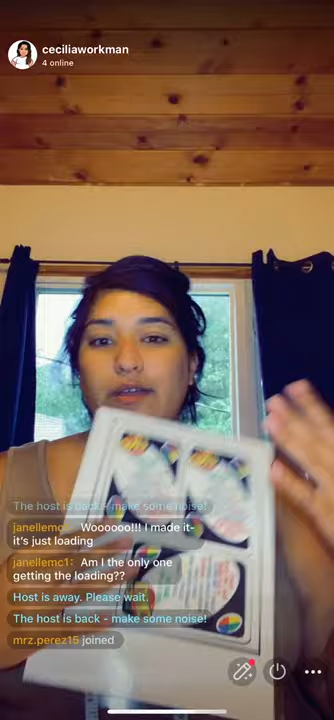 ceciliaworkman
4 online
The host is back - make some noise!
janellemc Woooooo!!! I made it-
it's just loading
janellemc1: Am I the only one
getting the loading??
Host is away. Please wait.
The host is back - make some noise!
mrz.perez15 joined